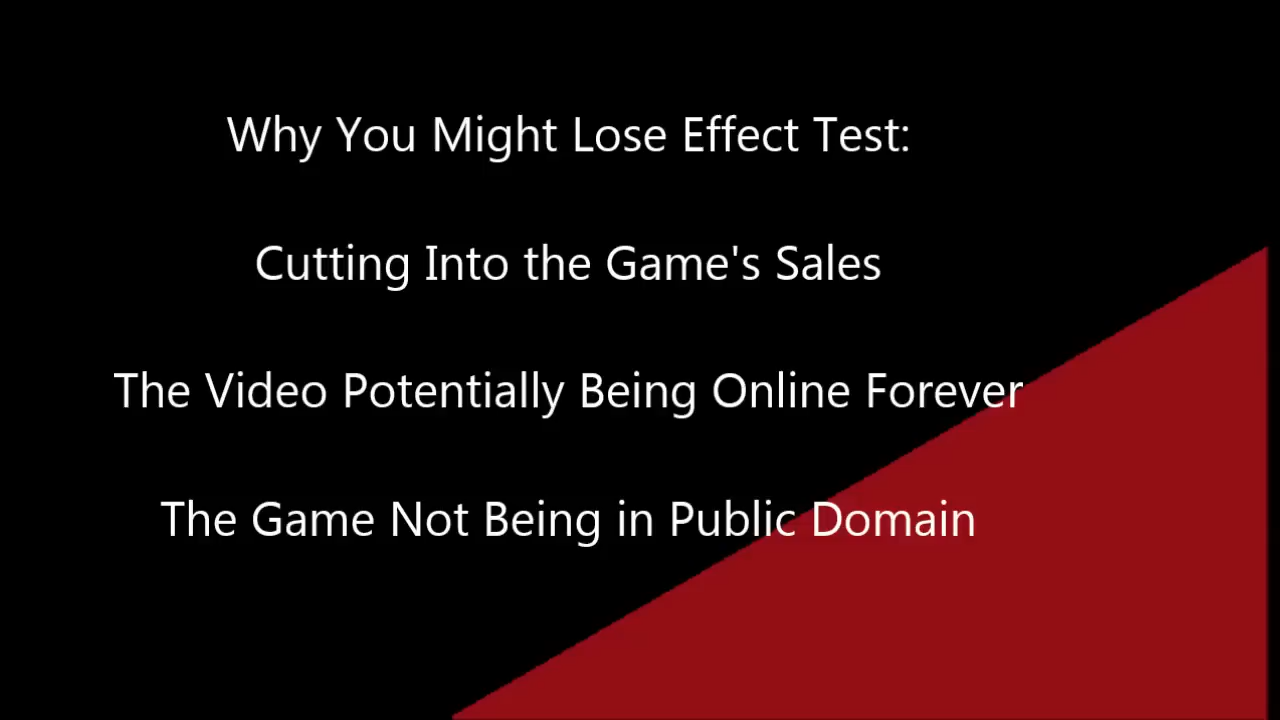 Why You Might Lose Effect Test:
Cutting Into the Game's Sales
The Video Potentially Being Online Forever
The Game Not Being in Public Domain